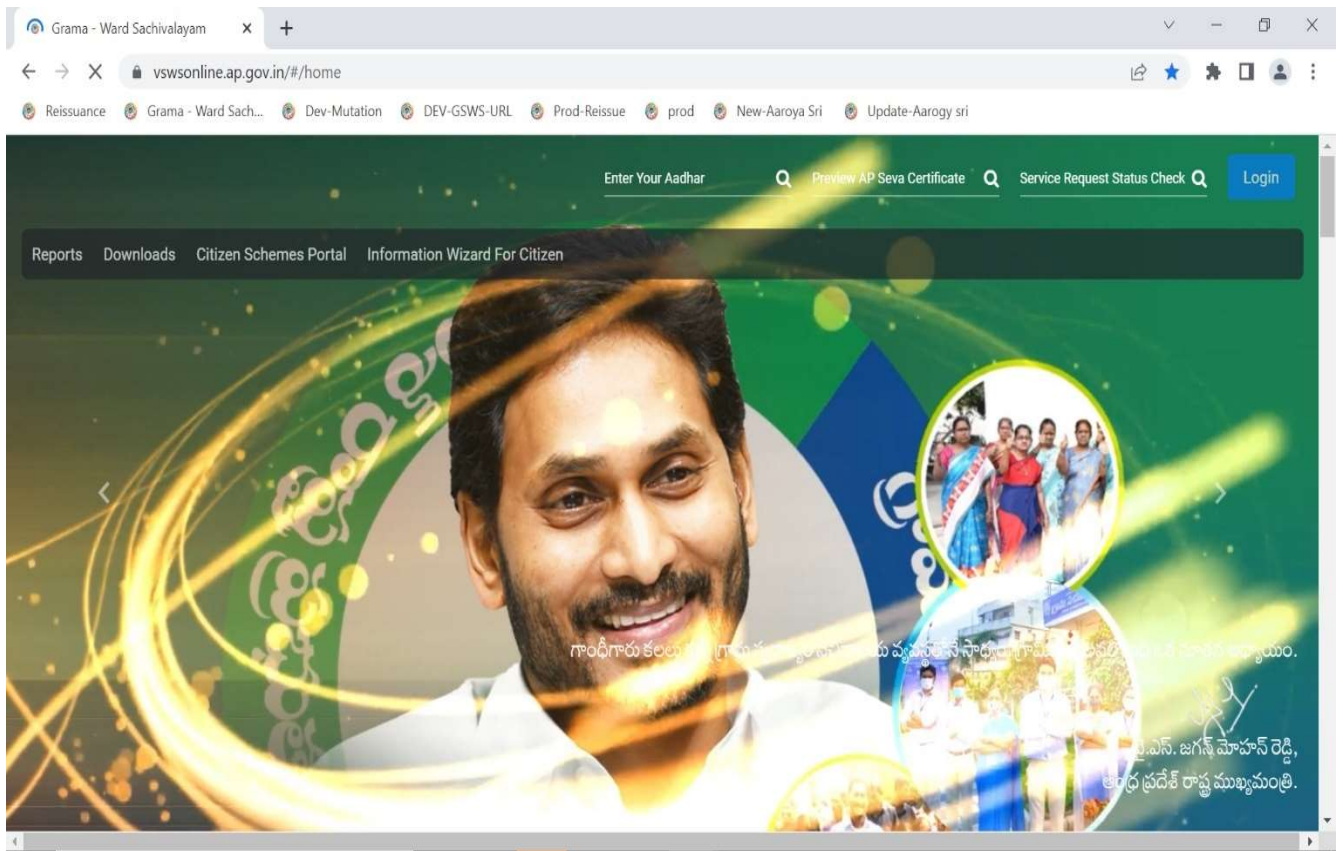 Grama - Ward Sachivalayam
vswsonline.ap.gov.in/#/home
Reissuance Grama - Ward Sach... Dev-Mutation DEV-GSWS-URL Prod-Reissue prod New-Aaroya Sri Update-Aarogy sri
Enter Your Aadhar Preview AP Seva Certificate Service Request Status Check Login
Reports Downloads Citizen Schemes Portal Information Wizard For Citizen
గాంధీగారు అధ్యాయం.
వై.ఎస్. జగన్ మోహన్ రెడ్డి,
ఆంధ్ర ప్రదేశ్ రాష్ట్ర ముఖ్యమంత్రి.